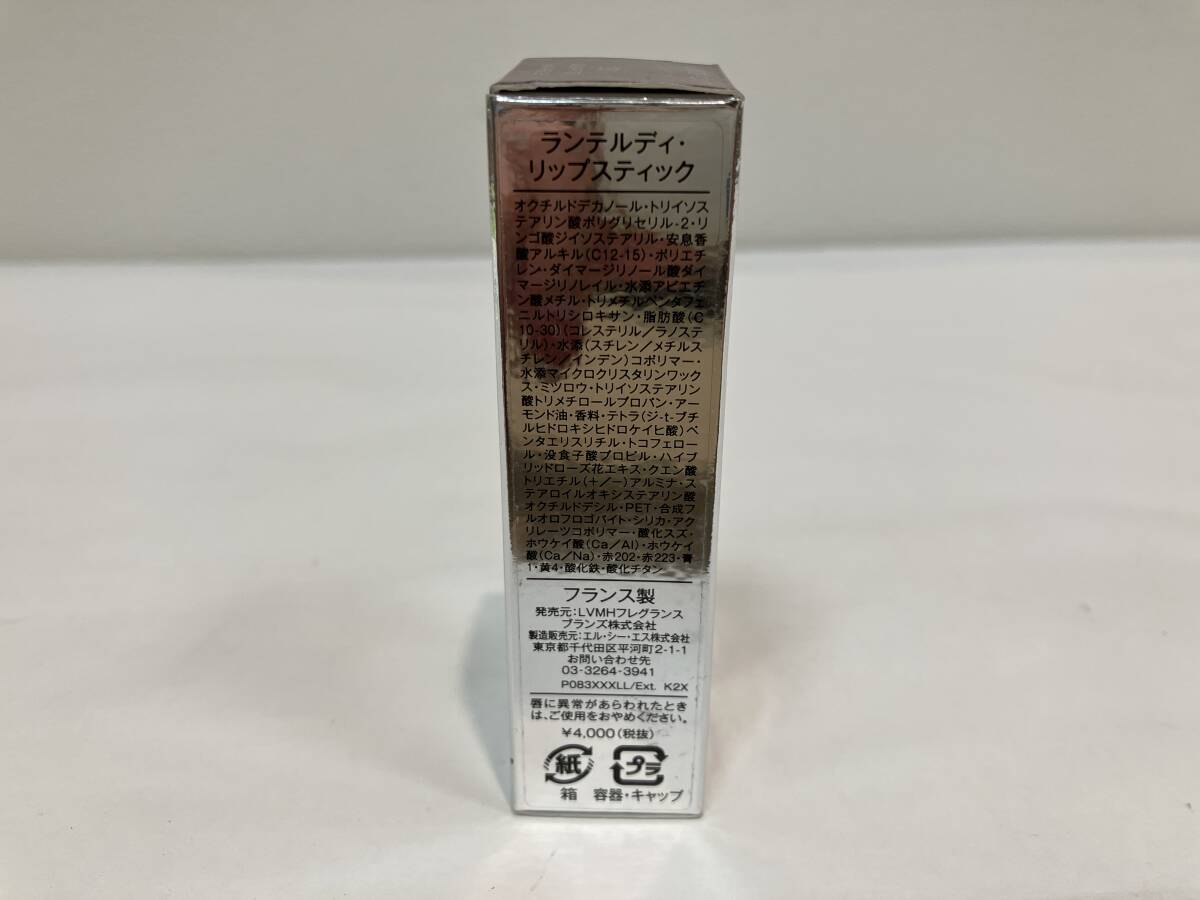 ランテルディ・
リップスティック
オクチルドデカノール・トリイソス
テアリン酸ポリグリセリル-2・リ
ンゴ酸ジイソステアリル・安息香
酸アルキル(C12-15)・ポリエチ
レン・ダイマージリノール酸ダイ
マージリノレイル・水添アビエチ
ン酸メチル・トリメチルペンタフェ
ニルトリシロキサン・脂肪酸(C
10-30)(コレステリル／ラノステ
リル)・水添(スチレン／メチルス
チレン／インデン)コポリマー・
水添マイクロクリスタリンワック
ス・ミツロウ・トリイソステアリン
酸トリメチロールプロパン・アー
モンド油・香料・テトラ(ジ-t-ブチ
ルヒドロキシヒドロケイヒ酸)ペ
ンタエリスリチル・トコフェロー
ル・没食子酸プロピル・ハイブ
リッドローズ花エキス・クエン酸
トリエチル(＋／－)アルミナ・ス
テアロイルオキシステアリン酸
オクチルドデシル・PET・合成フ
ルオロフロゴパイト・シリカ・アク
リレーツコポリマー・酸化スズ・
ホウケイ酸(Ca／Al)・ホウケイ
酸(Ca／Na)・赤202・赤223・青
1・黄4・酸化鉄・酸化チタン
フランス製
発売元：LVMHフレグランス
ブランズ株式会社
製造販売元：エル・シー・エス株式会社
東京都千代田区平河町2-1-1
お問い合わせ先
03-3264-3941
P083XXXLL/Ext. K2X
唇に異常があらわれたとき
は、ご使用をおやめください。
¥4,000(税抜)
紙 プラ
箱 容器・キャップ